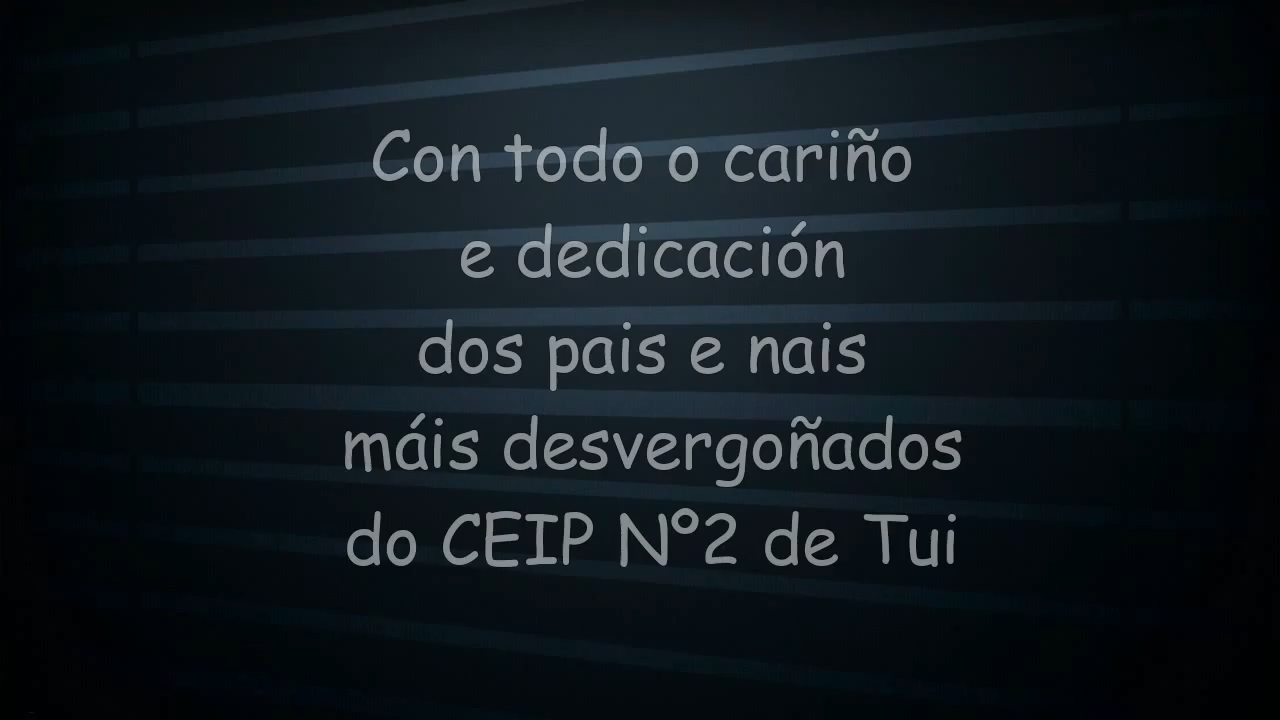 Con todo o cariño
e dedicación
dos pais e nais
máis desvergoñados
do CEIP Nº2 de Tui